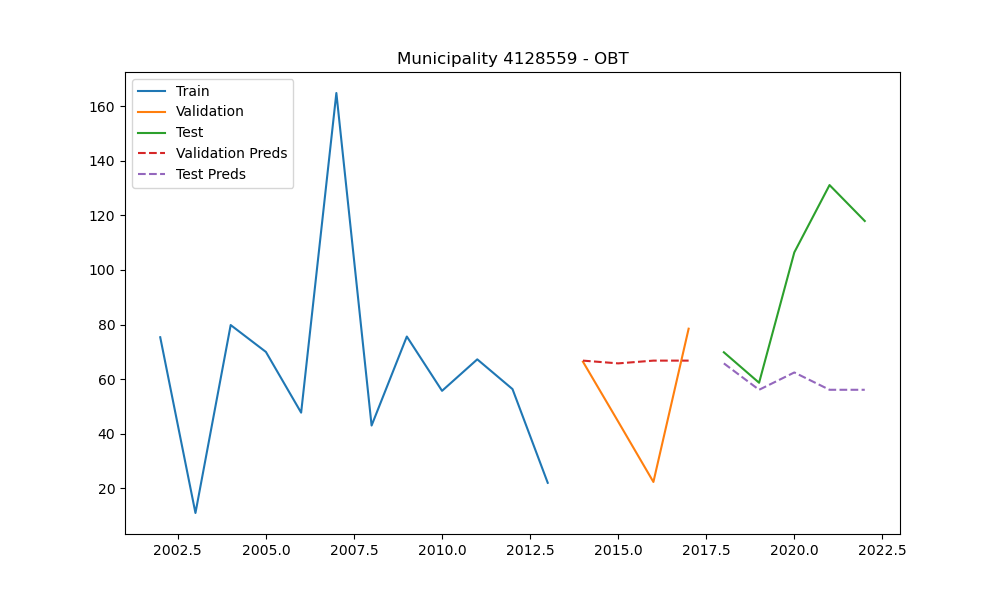 Municipality 4128559 - OBT
Train
Validation
Test
Validation Preds
Test Preds
160
140
120
100
80
60
40
20
2002.5 2005.0 2007.5 2010.0 2012.5 2015.0 2017.5 2020.0 2022.5